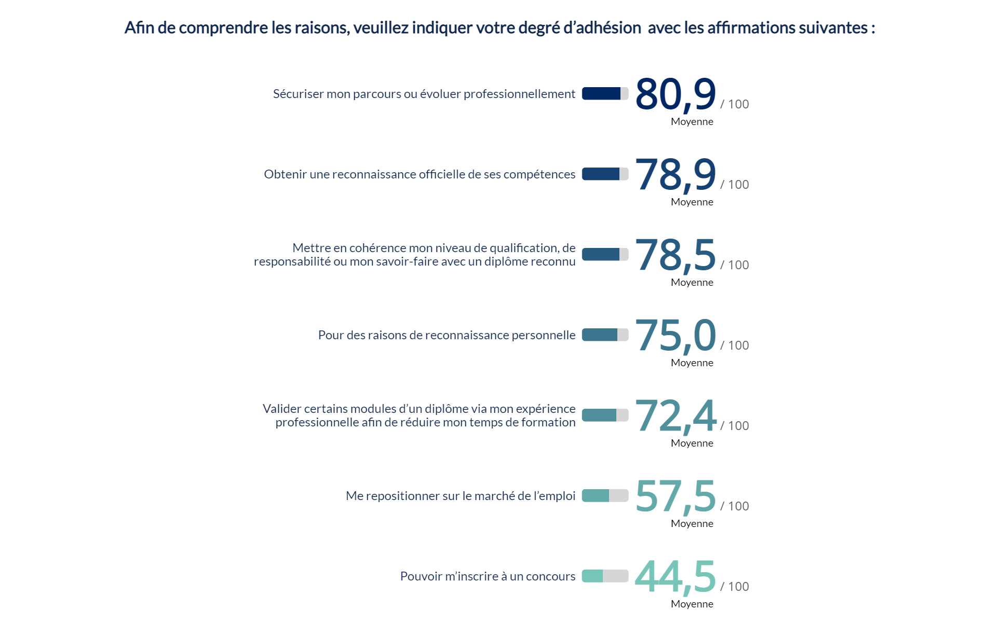 Afin de comprendre les raisons, veuillez indiquer votre degré d’adhésion  avec les affirmations suivantes :
Sécuriser mon parcours ou évoluer professionnellement
80,9 / 100
Moyenne
Obtenir une reconnaissance officielle de ses compétences
78,9 / 100
Moyenne
Mettre en cohérence mon niveau de qualification, de
responsabilité ou mon savoir-faire avec un diplôme reconnu
78,5 / 100
Moyenne
Pour des raisons de reconnaissance personnelle
75,0 / 100
Moyenne
Valider certains modules d’un diplôme via mon expérience
professionnelle afin de réduire mon temps de formation
72,4 / 100
Moyenne
Me repositionner sur le marché de l’emploi
57,5 / 100
Moyenne
Pouvoir m’inscrire à un concours
44,5 / 100
Moyenne